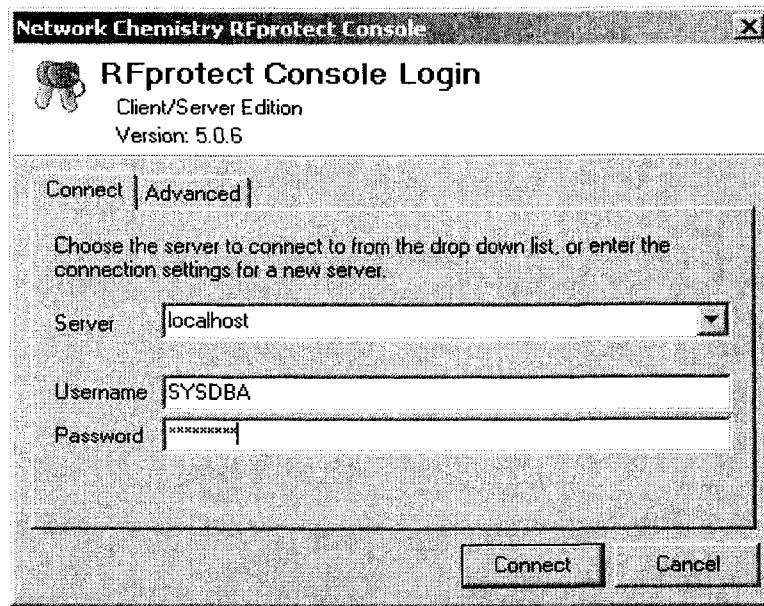 Network Chemistry RFprotect Console
RFprotect Console Login
Client/Server Edition
Version: 5.0.6
Connect Advanced
Choose the server to connect to from the drop down list, or enter the
connection settings for a new server.
Server localhost
Username SYSDBA
Password *********
Connect Cancel